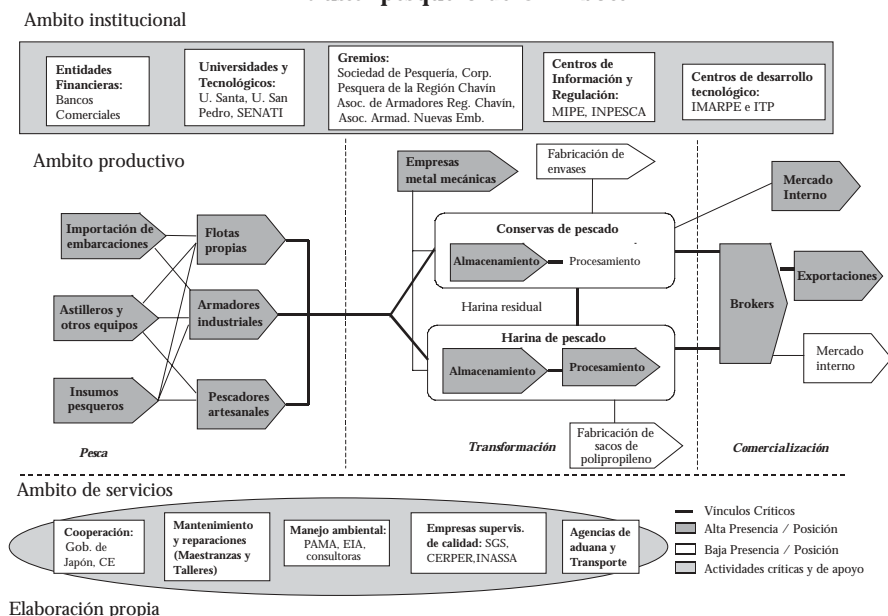 Ambito institucional
Entidades
Financieras:
Bancos
Comerciales
Universidades y
Tecnológicos:
U. Santa, U. San
Pedro, SENATI
Gremios:
Sociedad de Pesquería, Corp.
Pesquera de la Región Chavín
Asoc. de Armadores Reg. Chavín,
Asoc. Armad. Nuevas Emb.
Centros de
Información y
Regulación:
MIPE, INPESCA
Centros de desarrollo
tecnológico:
IMARPE e ITP
Ambito productivo
Importación de
embarcaciones
Astilleros y
otros equipos
Insumos
pesqueros
Flotas
propias
Armadores
industriales
Pescadores
artesanales
Pesca
Empresas
metal mecánicas
Fabricación de
envases
Conservas de pescado
Almacenamiento
Procesamiento
Harina residual
Harina de pescado
Almacenamiento
Procesamiento
Transformación
Fabricación de
sacos de
polipropileno
Mercado
Interno
Brokers
Exportaciones
Mercado
interno
Comercialización
Ambito de servicios
Cooperación:
Gob. de
Japón, CE
Mantenimiento
y reparaciones
(Maestranzas y
Talleres)
Manejo ambiental:
PAMA, EIA,
consultoras
Empresas supervis.
de calidad: SGS,
CERPER,INASSA
Agencias de
aduana y
Transporte
Vínculos Críticos
Alta Presencia / Posición
Baja Presencia / Posición
Actividades críticas y de apoyo
Elaboración propia